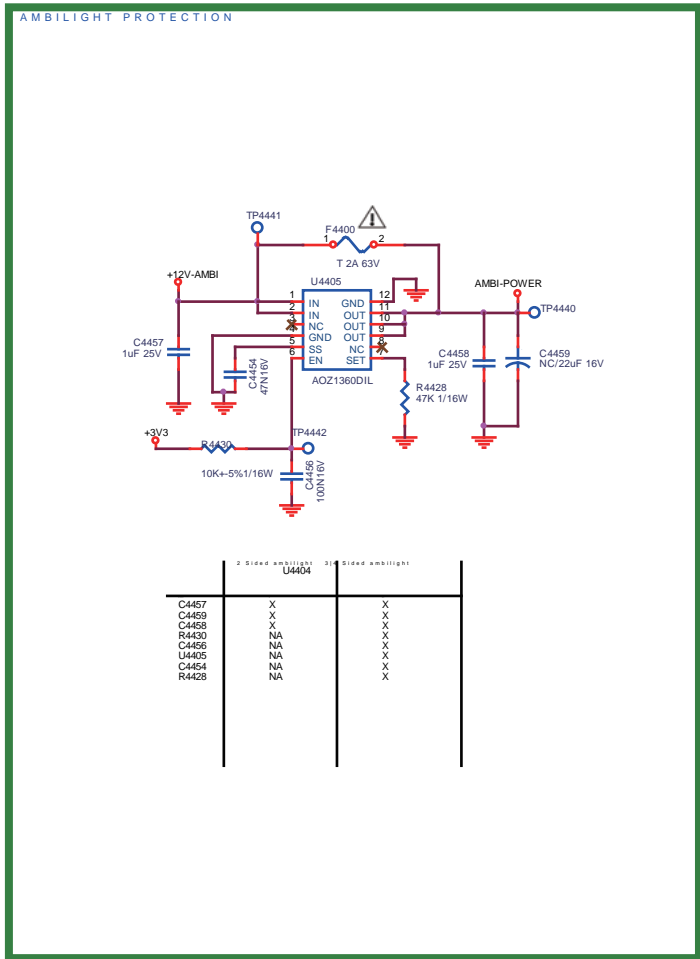 AMBILIGHT PROTECTION
TP4441
F4400
1
2
T 2A 63V
+12V-AMBI
U4405
AMBI-POWER
TP4440
1
2
3
4
5
6
IN
IN
NC
GND
SS
EN
GND
OUT
OUT
OUT
NC
SET
12
11
10
9
8
7
AOZ1360DIL
C4457
1uF 25V
C4454
47N16V
C4458
1uF 25V
C4459
NC/22uF 16V
R4428
47K 1/16W
+3V3
R4430
10K+-5%1/16W
TP4442
C4456
100N16V
2 Sided ambilight 3|4 Sided ambilight
U4404
C4457 X X
C4459 X X
C4458 X X
R4430 NA X
C4456 NA X
U4405 NA X
C4454 NA X
R4428 NA X